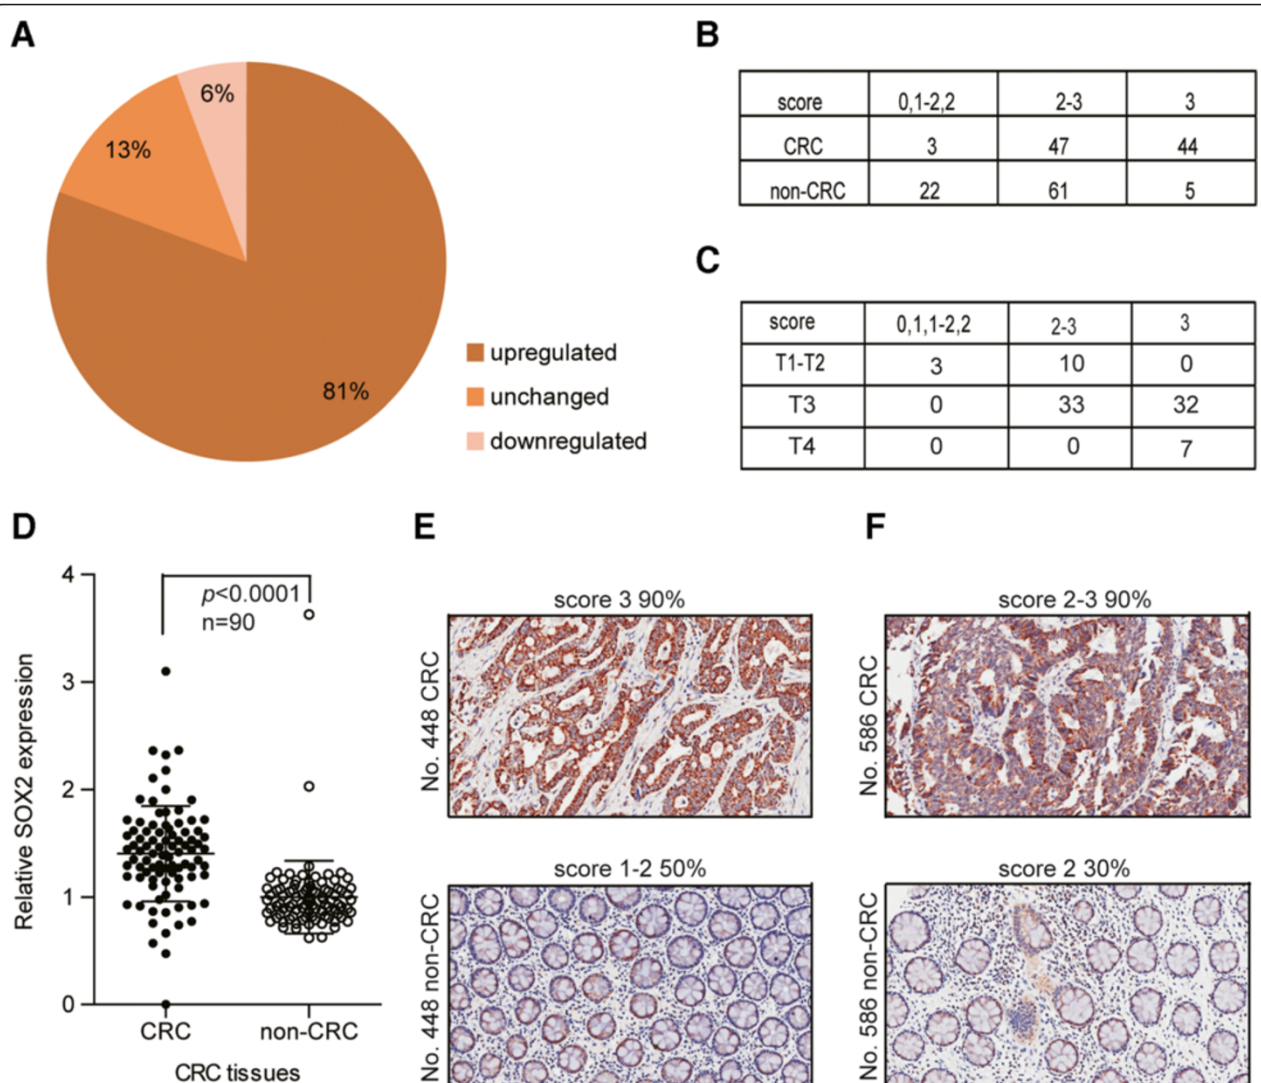 A
6%
13%
81%
upregulated
unchanged
downregulated
B
score 0,1-2,2 2-3 3
CRC 3 47 44
non-CRC 22 61 5
C
score 0,1,1-2,2 2-3 3
T1-T2 3 10 0
T3 0 33 32
T4 0 0 7
D
Relative SOX2 expression
4
3
2
1
0
p<0.0001
n=90
CRC non-CRC
CRC tissues
E
score 3 90%
No. 448 CRC
score 1-2 50%
No. 448 non-CRC
F
score 2-3 90%
No. 586 CRC
score 2 30%
No. 586 non-CRC